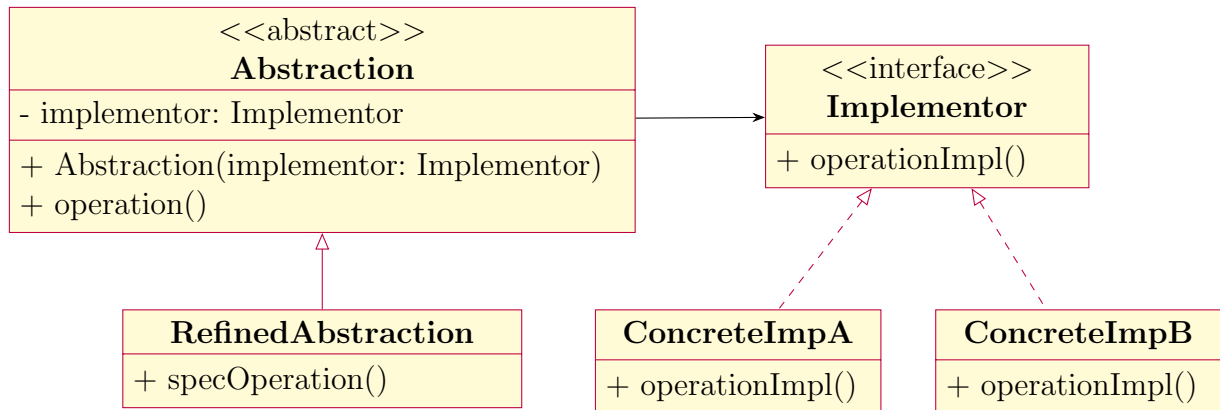 <<abstract>>
Abstraction
- implementor: Implementor
+ Abstraction(implementor: Implementor)
+ operation()
<<interface>>
Implementor
+ operationImpl()
RefinedAbstraction
+ specOperation()
ConcreteImpA
+ operationImpl()
ConcreteImpB
+ operationImpl()